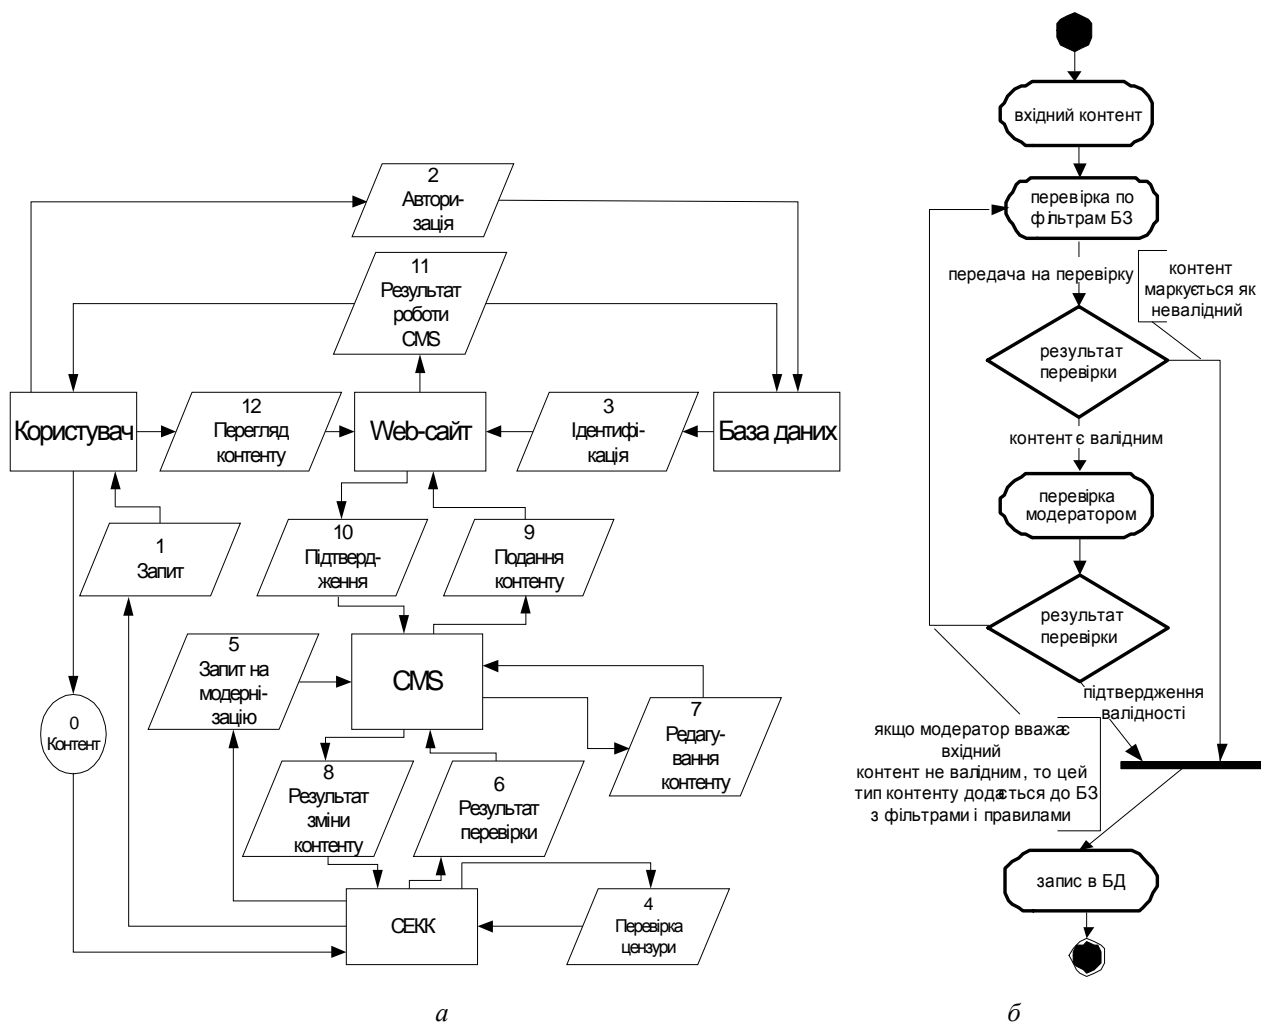 2
Автори-
зація
11
Результат
роботи
CMS
Користувач
12
Перегляд
контенту
Web-сайт
3
Ідентифі-
кація
База даних
1
Запит
10
Підтверд-
ження
9
Подання
контенту
5
Запит на
модерні-
зацію
CMS
7
Редагу-
вання
контенту
0
Контент
8
Результат
зміни
контенту
6
Результат
перевірки
СЕКК
4
Перевірка
цензури
а
вхідний контент
перевірка по
фільтрам БЗ
передача на перевірку
контент
маркується як
невалідний
результат
перевірки
контент є валідним
перевірка
модератором
результат
перевірки
підтвердження
валідності
якщо модератор вважає
вхідний
контент не валідним, то цей
тип контенту додається до БЗ
з фільтрами і правилами
запис в БД
б